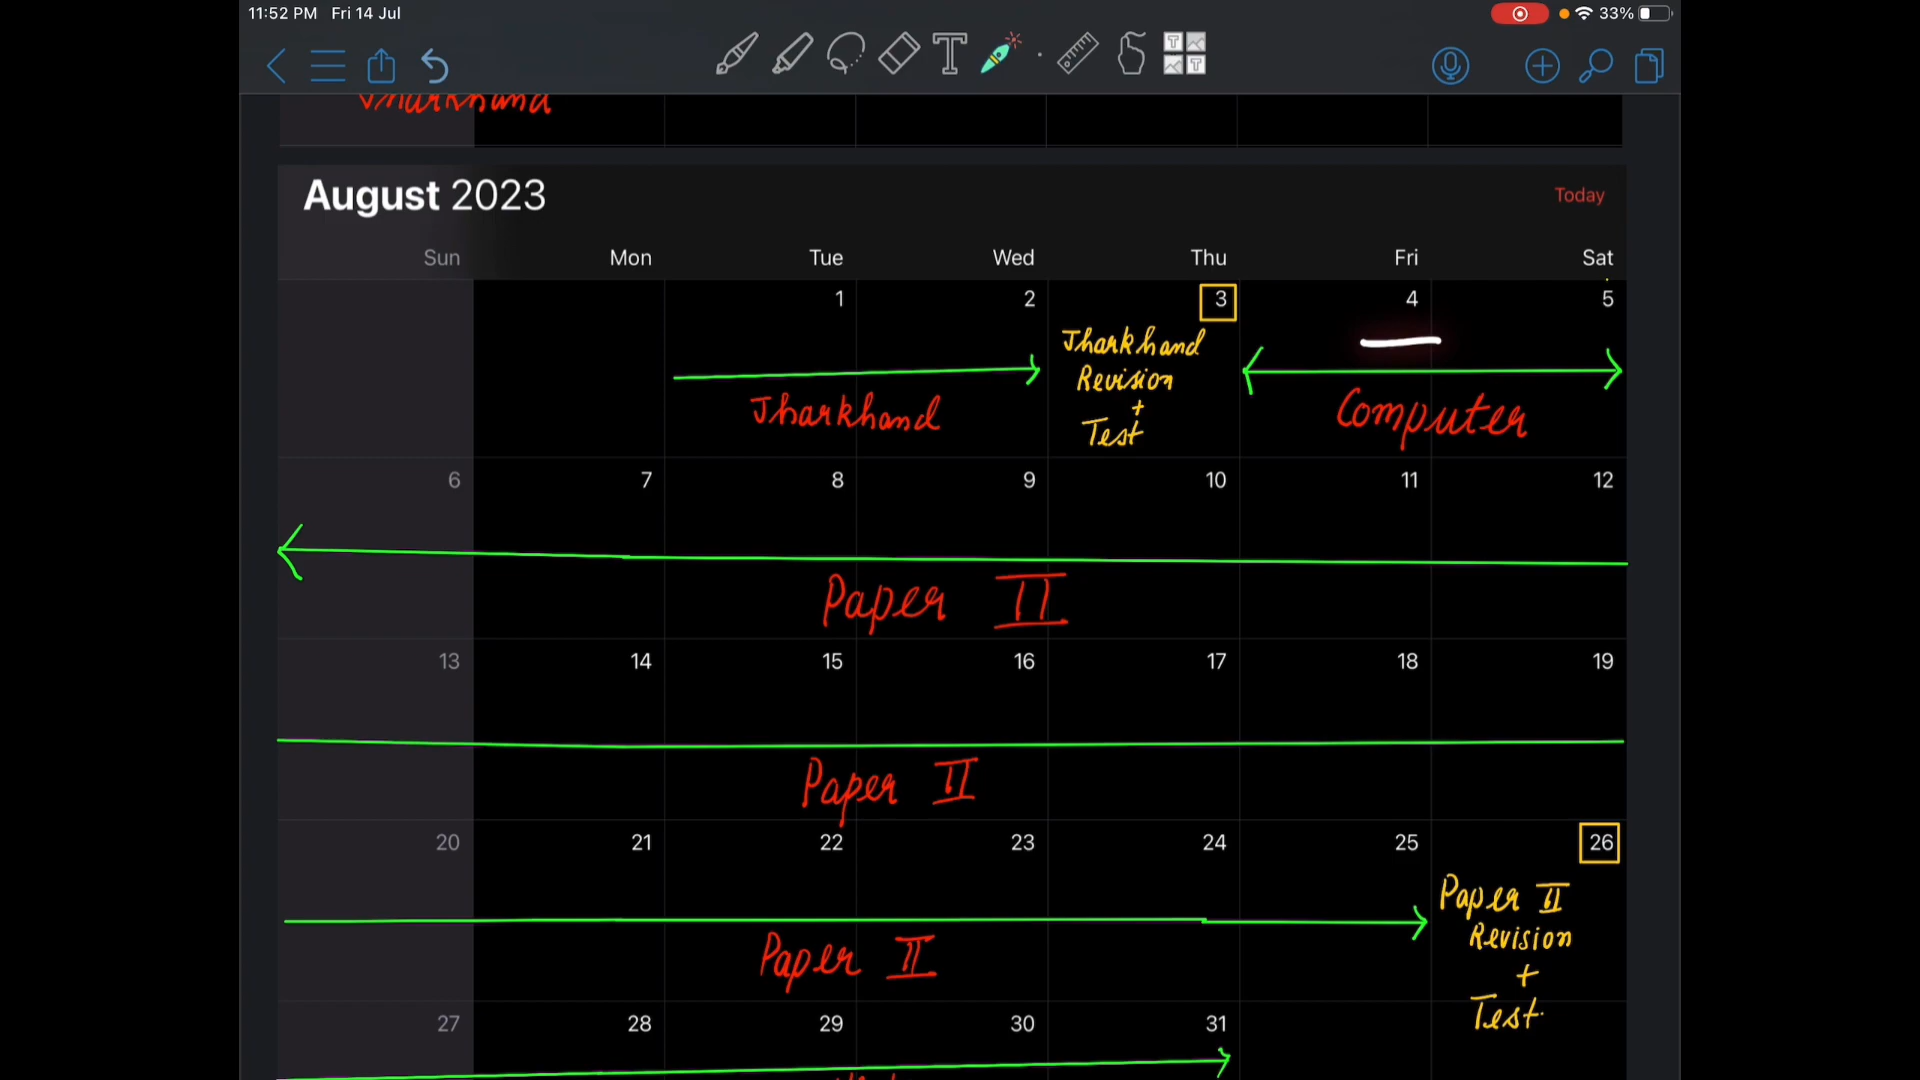 11:52 PM Fri 14 Jul 33%
Jharkhand
August 2023
Today
Sun Mon Tue Wed Thu Fri Sat
1 2 3 4 5
Jharkhand
Jharkhand
Revision
+
Test
Computer
6 7 8 9 10 11 12
Paper II
13 14 15 16 17 18 19
Paper II
20 21 22 23 24 25 26
Paper II
Paper II
Revision
+
Test
27 28 29 30 31